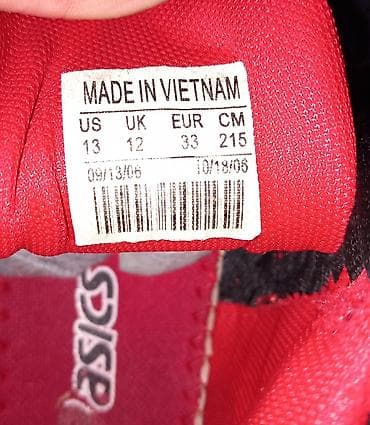 MADE IN VIETNAM
US UK EUR CM
13 12 33 215
09/13/06 10/18/06
asics